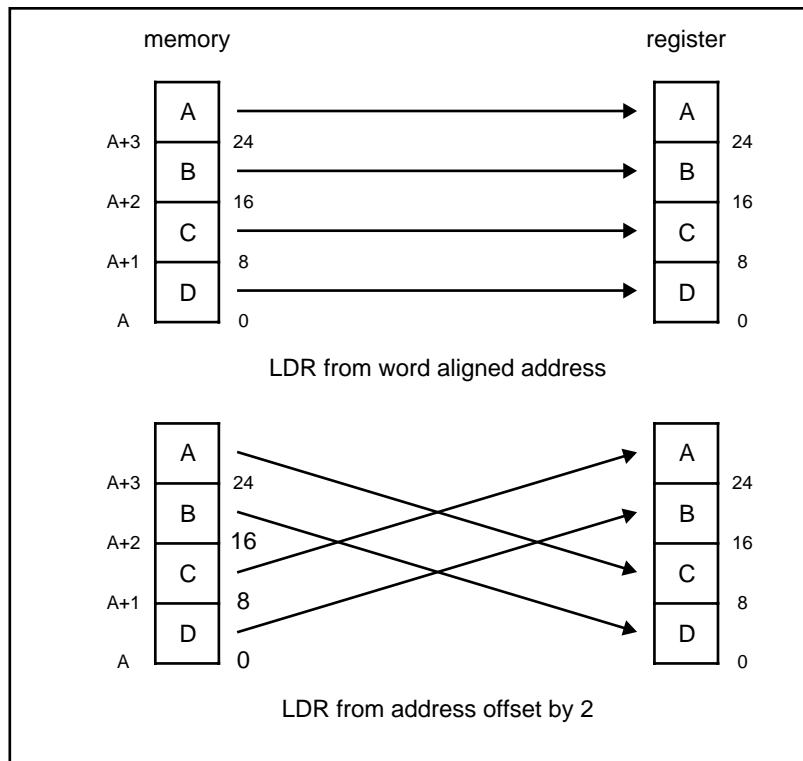 memory register
A A
A+3 24 24
B B
A+2 16 16
C C
A+1 8 8
D D
A 0 0
LDR from word aligned address
A A
A+3 24 24
B B
A+2 16 16
C C
A+1 8 8
D D
A 0 0
LDR from address offset by 2